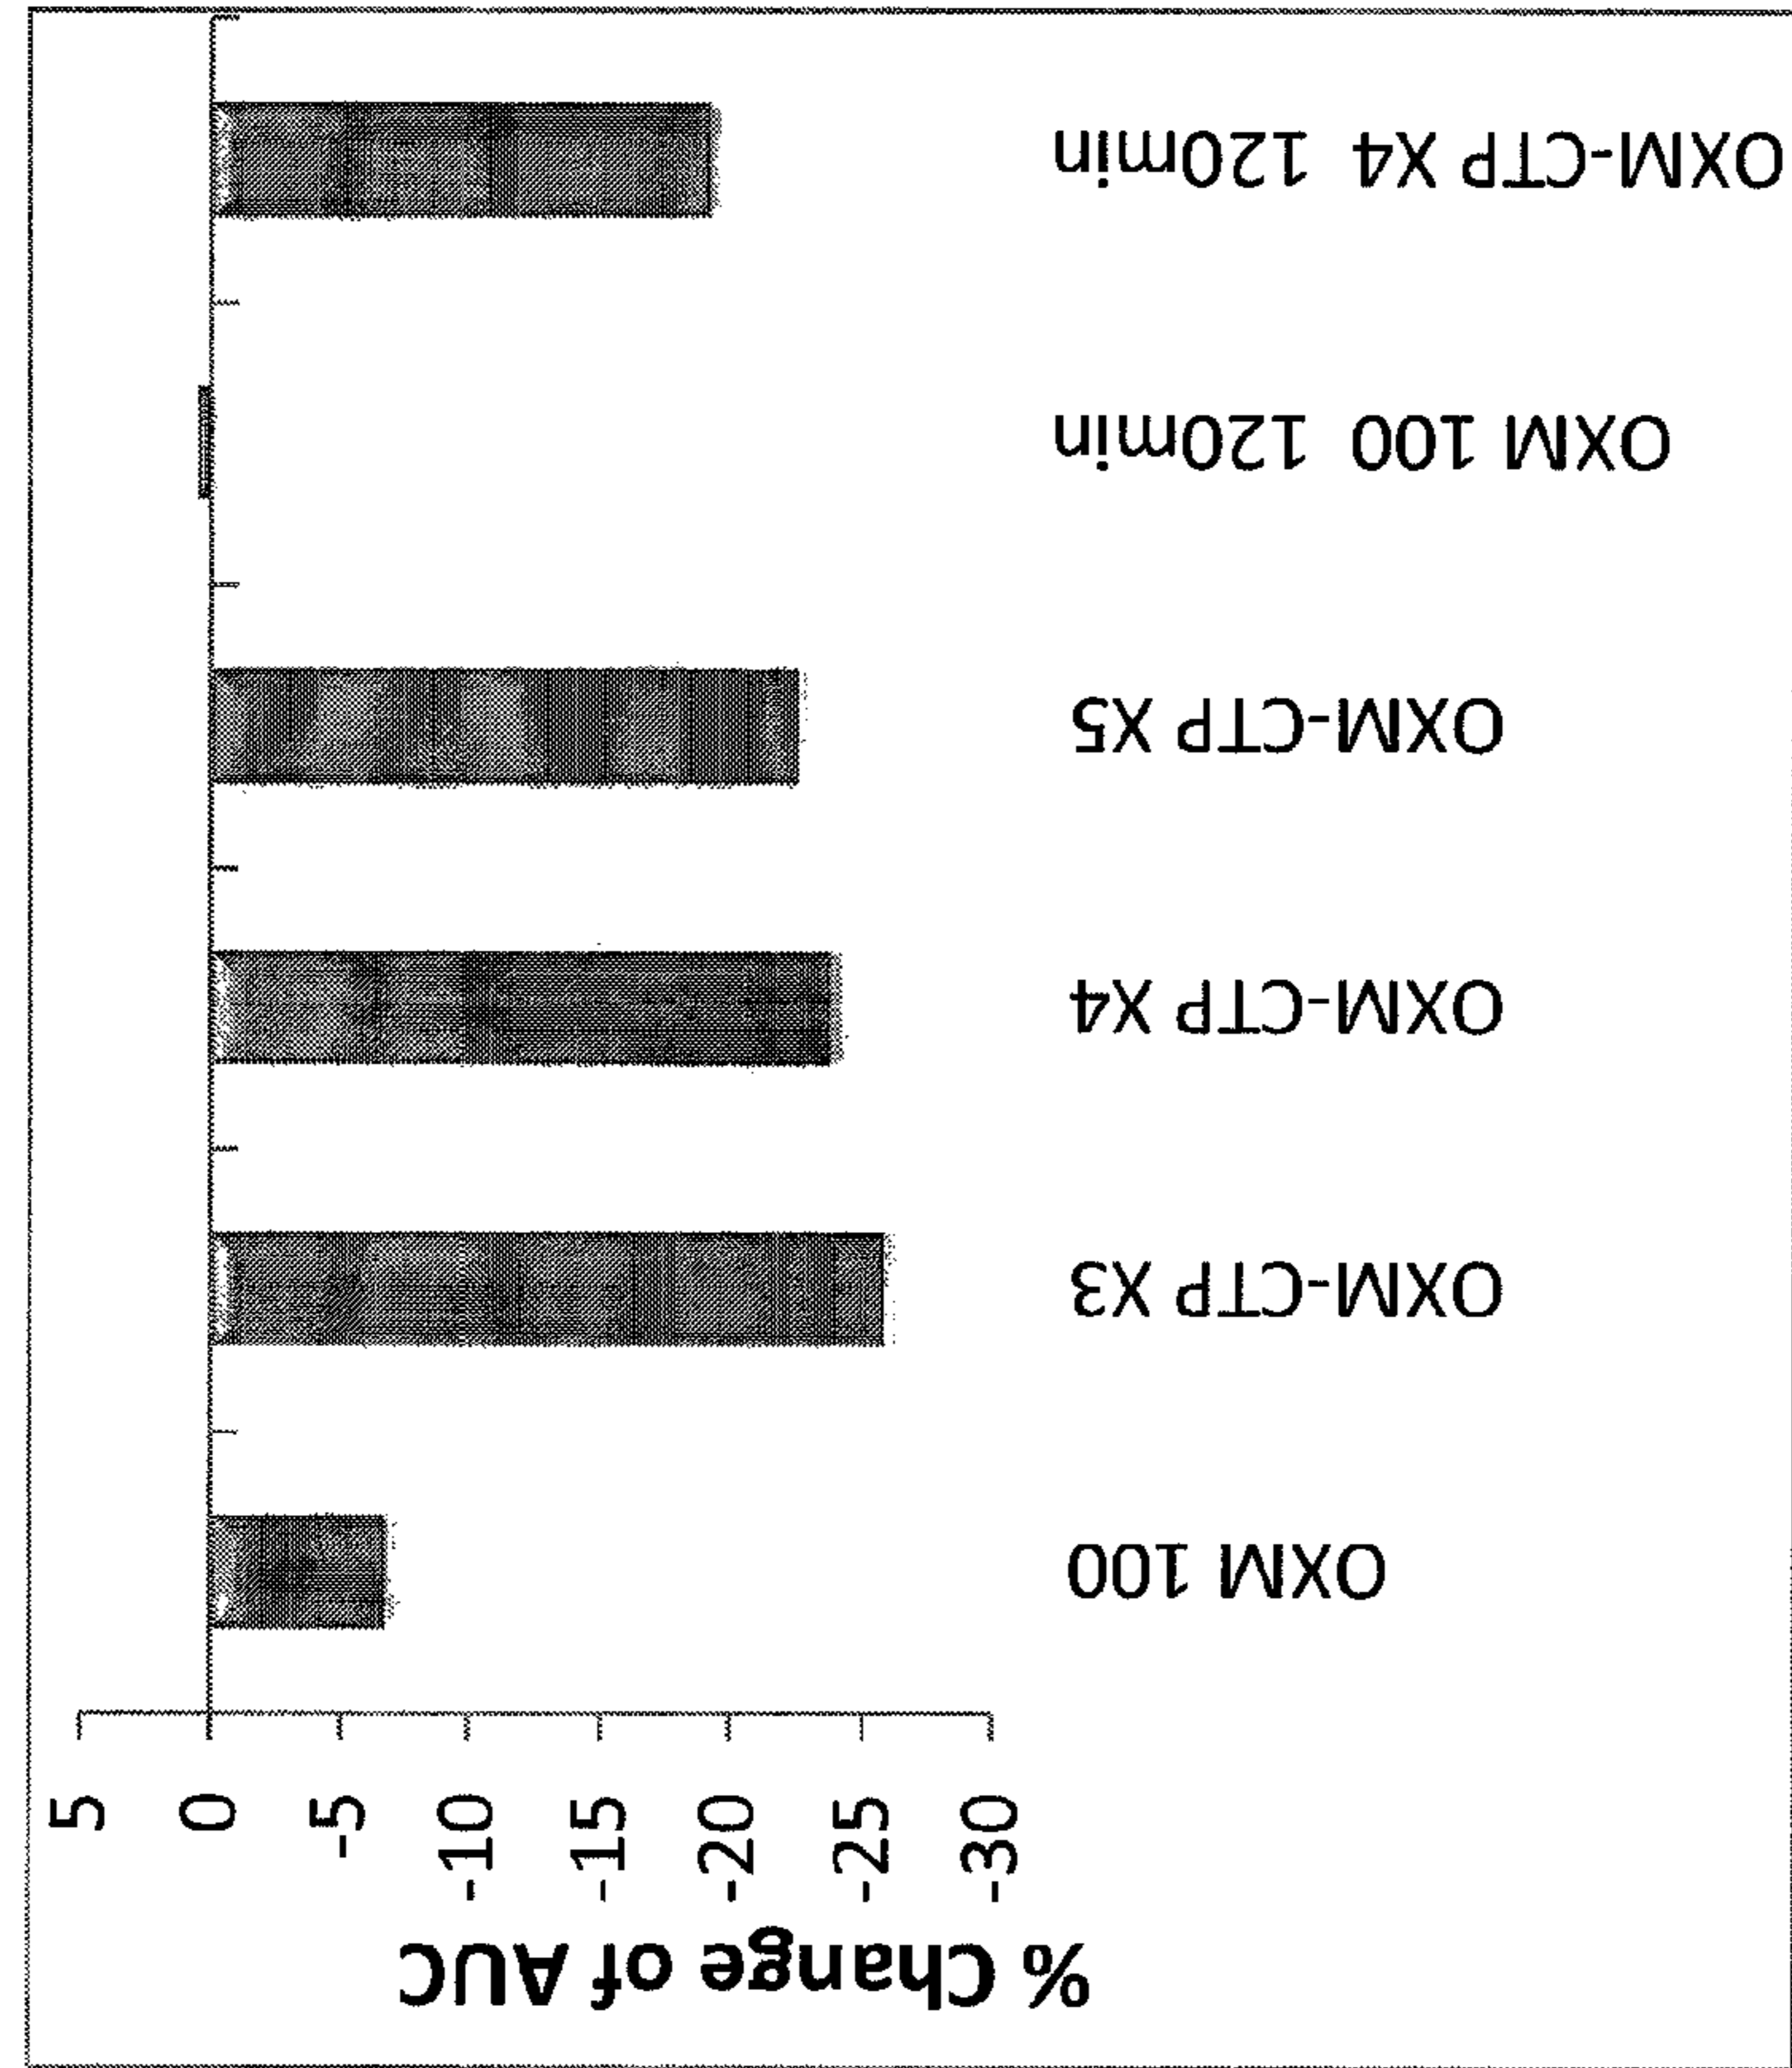 % Change of AUC
5
0
-5
-10
-15
-20
-25
-30
OXM 100
OXM-CTP X3
OXM-CTP X4
OXM-CTP X5
OXM 100 120min
OXM-CTP X4 120min